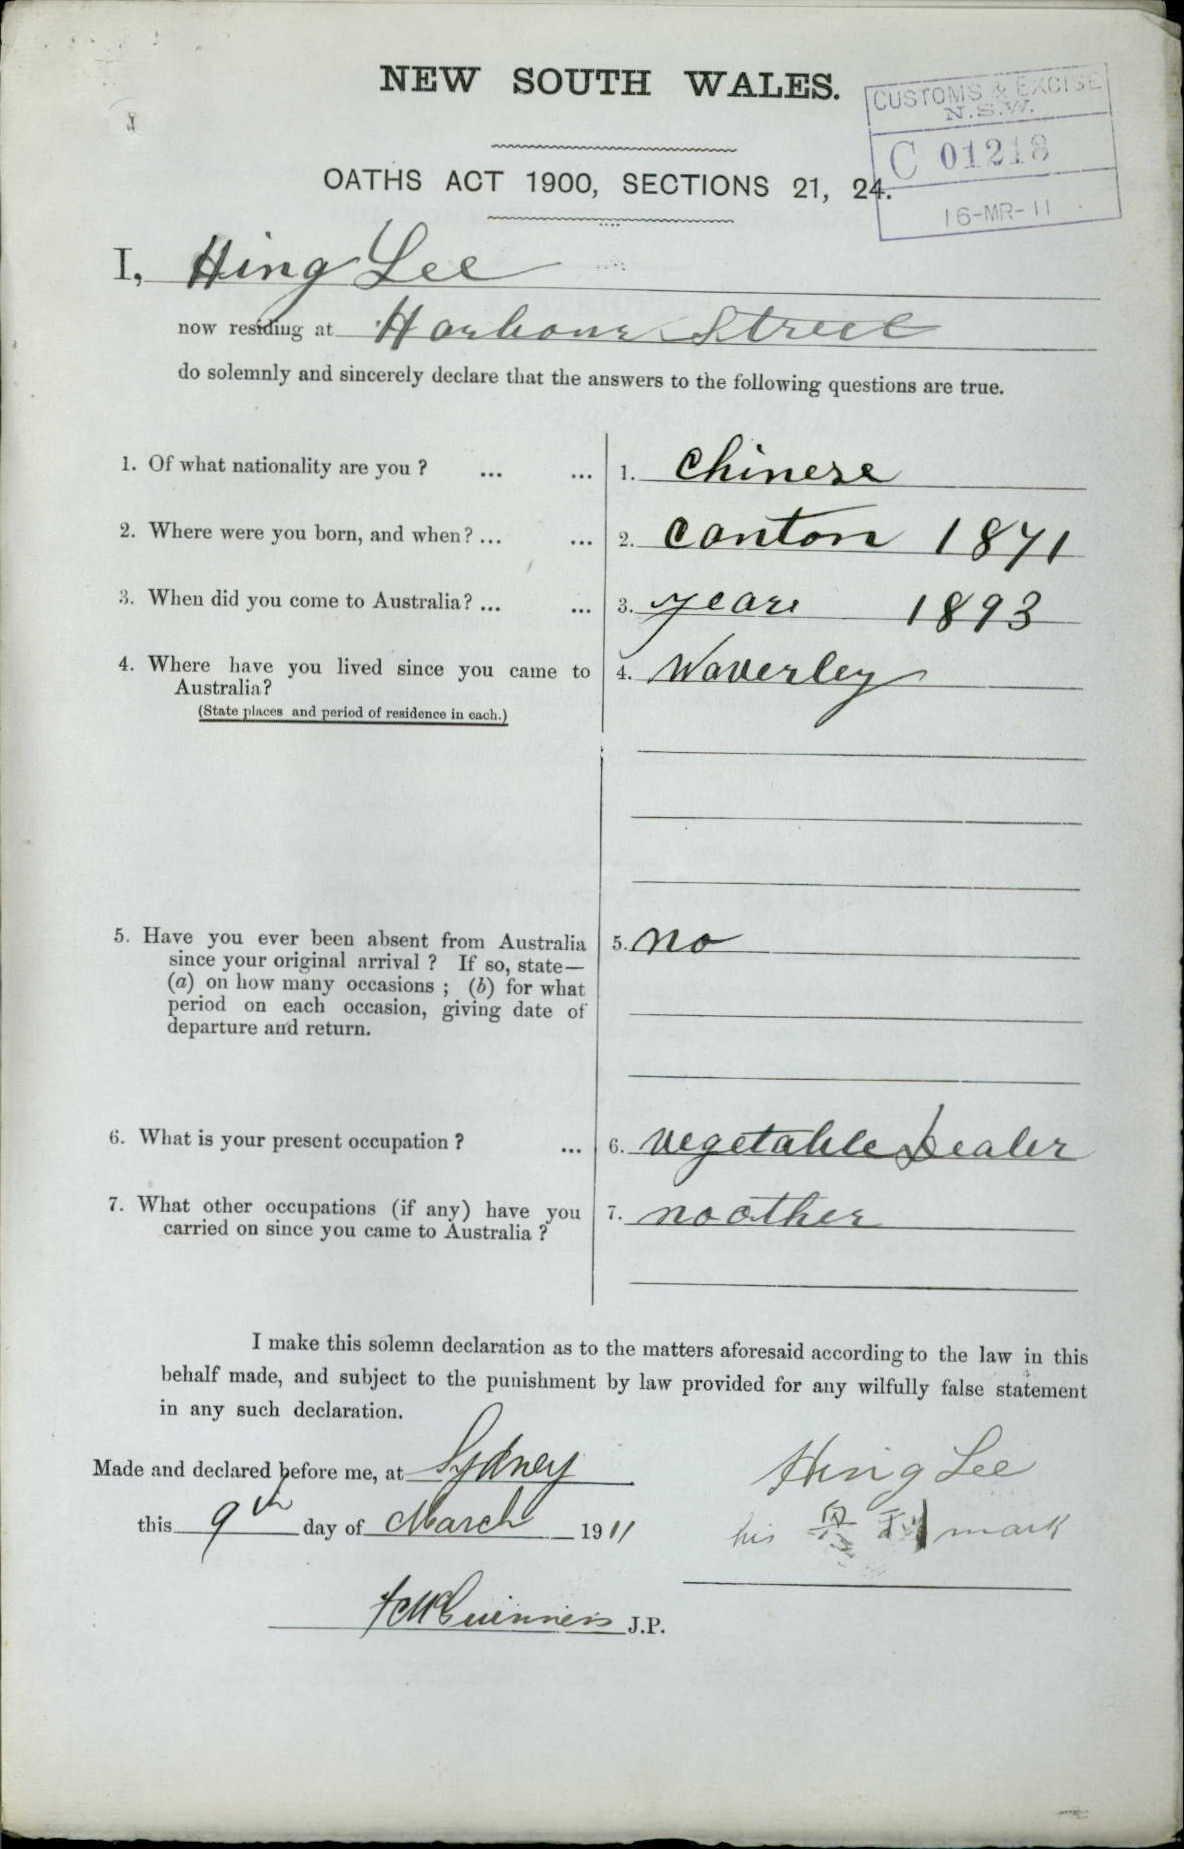 NEW SOUTH WALES.
CUSTOMS & EXCISE
N.S.W.
C 01218
16-MR-11
OATHS ACT 1900, SECTIONS 21, 24.
I, Hing Lee
now residing at Harbour Street
do solemnly and sincerely declare that the answers to the following questions are true.
1. Of what nationality are you ? ... ... 1. Chinese
2. Where were you born, and when? ... ... 2. Canton 1871
3. When did you come to Australia? ... ... 3. years 1893
4. Where have you lived since you came to 4. Waverley
Australia?
(State places and period of residence in each.)
5. Have you ever been absent from Australia 5. no
since your original arrival ? If so, state—
(a) on how many occasions ; (b) for what
period on each occasion, giving date of
departure and return.
6. What is your present occupation ? ... 6. vegetable Dealer
7. What other occupations (if any) have you 7. no other
carried on since you came to Australia ?
I make this solemn declaration as to the matters aforesaid according to the law in this
behalf made, and subject to the punishment by law provided for any wilfully false statement
in any such declaration.
Made and declared before me, at Sydney
Hing Lee
this 9th day of March 1911
his mark
McGuinness J.P.